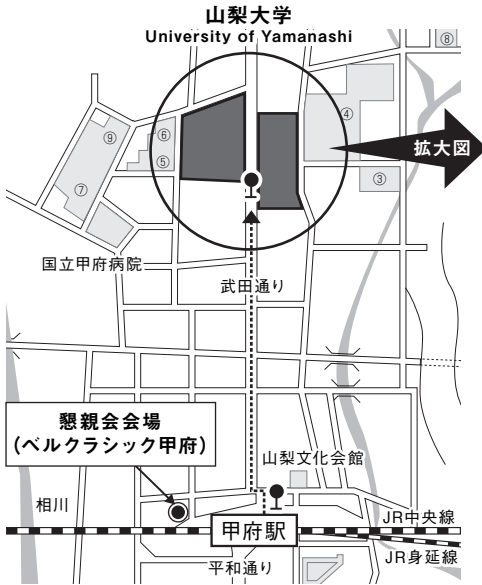 山梨大学
University of Yamanashi
⑧
⑨
⑥
④
⑤
拡大図
⑦
③
国立甲府病院
武田通り
懇親会会場
(ベルクラシック甲府)
山梨文化会館
相川
甲府駅
JR中央線
平和通り
JR身延線